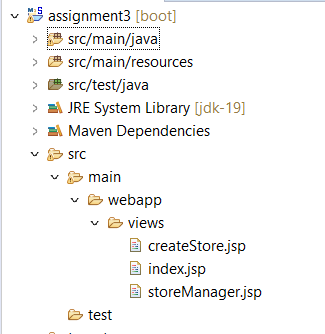 assignment3 [boot]
src/main/java
src/main/resources
src/test/java
JRE System Library [jdk-19]
Maven Dependencies
src
main
webapp
views
createStore.jsp
index.jsp
storeManager.jsp
test